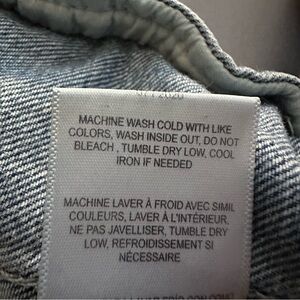 MACHINE WASH COLD WITH LIKE
COLORS, WASH INSIDE OUT, DO NOT
BLEACH , TUMBLE DRY LOW, COOL
IRON IF NEEDED
MACHINE LAVER À FROID AVEC SIMIL
COULEURS, LAVER À L'INTÉRIEUR,
NE PAS JAVELLISER, TUMBLE DRY
LOW, REFROIDISSEMENT SI
NÉCESSAIRE